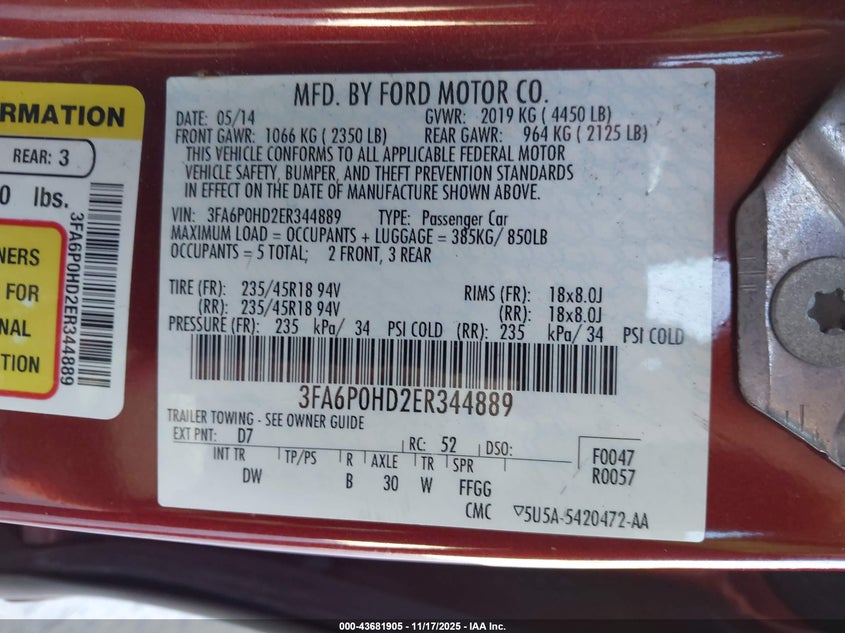 RMATION
REAR: 3
0 lbs.
3FA6P0HD2ER344889
NERS
FOR
NAL
TION
MFD. BY FORD MOTOR CO.
DATE: 05/14 GVWR: 2019 KG ( 4450 LB)
FRONT GAWR: 1066 KG ( 2350 LB) REAR GAWR: 964 KG ( 2125 LB)
THIS VEHICLE CONFORMS TO ALL APPLICABLE FEDERAL MOTOR
VEHICLE SAFETY, BUMPER, AND THEFT PREVENTION STANDARDS
IN EFFECT ON THE DATE OF MANUFACTURE SHOWN ABOVE.
VIN: 3FA6P0HD2ER344889 TYPE: Passenger Car
MAXIMUM LOAD = OCCUPANTS + LUGGAGE = 385KG/ 850LB
OCCUPANTS = 5 TOTAL; 2 FRONT, 3 REAR
TIRE (FR): 235/45R18 94V RIMS (FR): 18x8.0J
(RR): 235/45R18 94V (RR): 18x8.0J
PRESSURE (FR): 235 kPa/ 34 PSI COLD (RR): 235 kPa/ 34 PSI COLD
3FA6P0HD2ER344889
TRAILER TOWING - SEE OWNER GUIDE
EXT PNT: D7 RC: 52 DSO: F0047
INT TR TP/PS R AXLE TR SPR R0057
DW B 30 W FFGG
CMC ▽5U5A-5420472-AA
000-43681905 - 11/17/2025 - IAA Inc.